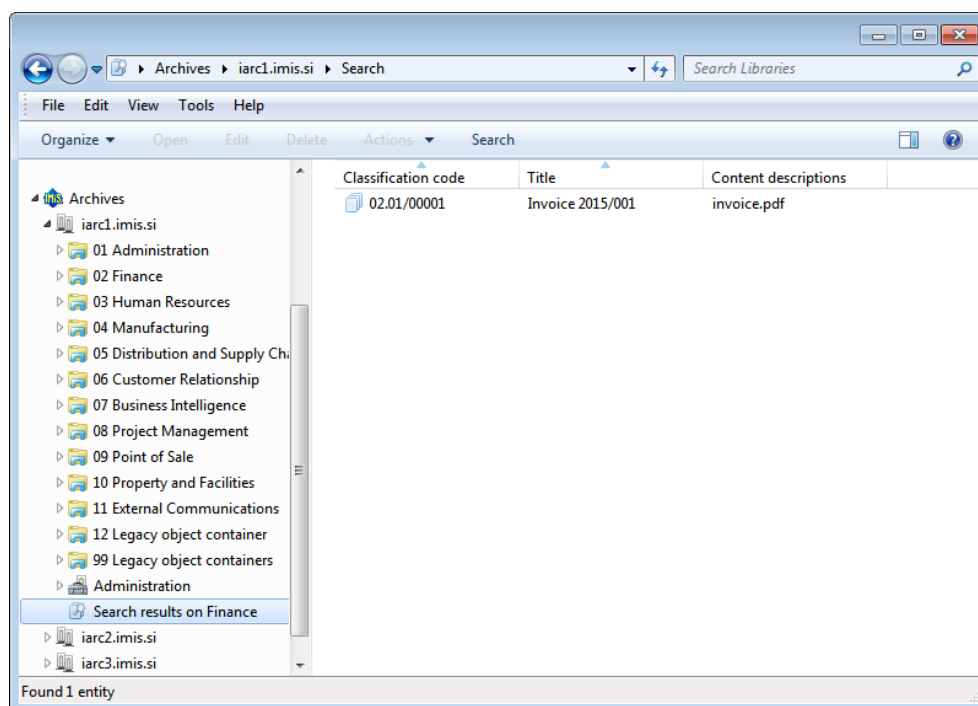 Archives iarc1.imis.si Search
Search Libraries
File Edit View Tools Help
Organize Open Edit Delete Actions Search
Classification code Title Content descriptions
02.01/00001 Invoice 2015/001 invoice.pdf
Archives
iarc1.imis.si
01 Administration
02 Finance
03 Human Resources
04 Manufacturing
05 Distribution and Supply Cha
06 Customer Relationship
07 Business Intelligence
08 Project Management
09 Point of Sale
10 Property and Facilities
11 External Communications
12 Legacy object container
99 Legacy object containers
Administration
Search results on Finance
iarc2.imis.si
iarc3.imis.si
Found 1 entity